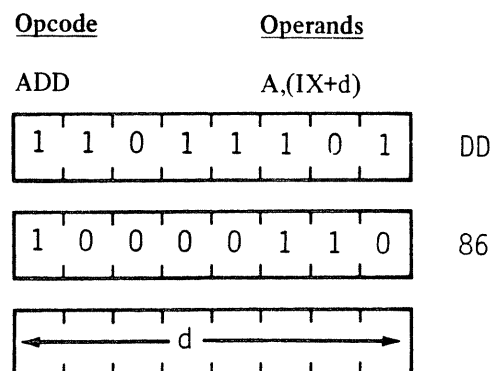 Opcode Operands
ADD A,(IX+d)
1 1 0 1 1 1 0 1 DD
1 0 0 0 0 1 1 0 86
d